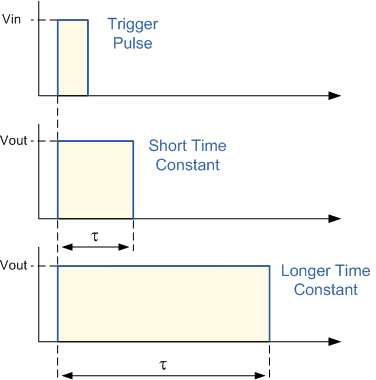 Vin
Trigger
Pulse
Vout
Short Time
Constant
τ
Vout
Longer Time
Constant
τ